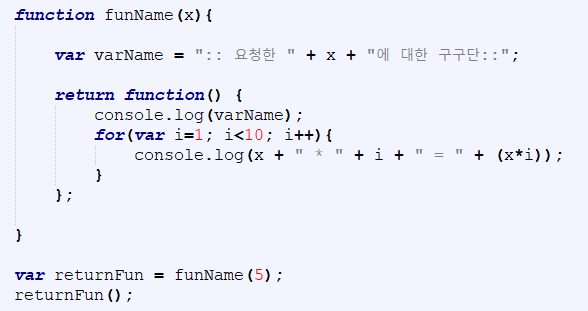 function funName(x){
var varName = ":: 요청한 " + x + "에 대한 구구단::";
return function() {
console.log(varName);
for(var i=1; i<10; i++){
console.log(x + " * " + i + " = " + (x*i));
}
};
}
var returnFun = funName(5);
returnFun();